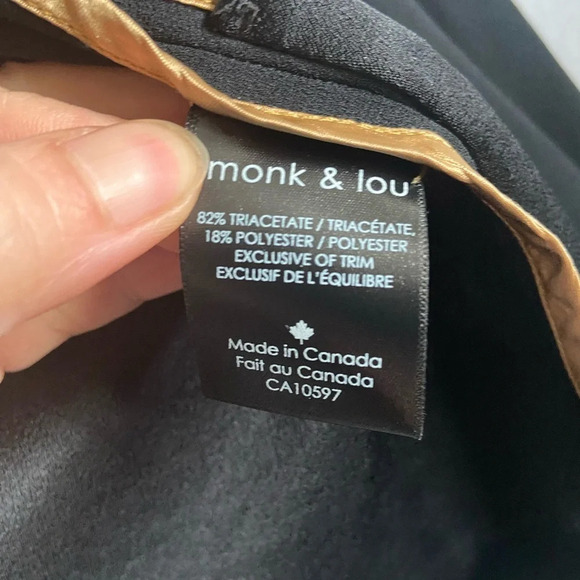 monk & lou
82% TRIACETATE / TRIACÉTATE,
18% POLYESTER / POLYESTER
EXCLUSIVE OF TRIM
EXCLUSIF DE L'ÉQUILIBRE
Made in Canada
Fait au Canada
CA10597